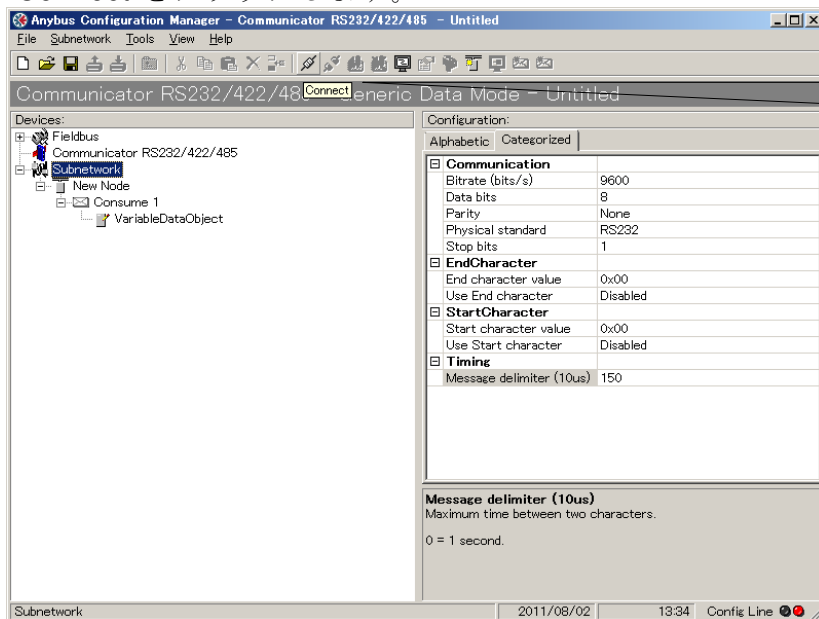 Anybus Configuration Manager - Communicator RS232/422/485 - Untitled
File Subnetwork Tools View Help
Connect
Communicator RS232/422/48 Generic Data Mode - Untitled
Devices:
Fieldbus
Communicator RS232/422/485
Subnetwork
New Node
Consume 1
VariableDataObject
Configuration:
Alphabetic Categorized
Communication
Bitrate (bits/s) 9600
Data bits 8
Parity None
Physical standard RS232
Stop bits 1
EndCharacter
End character value 0x00
Use End character Disabled
StartCharacter
Start character value 0x00
Use Start character Disabled
Timing
Message delimiter (10us) 150
Message delimiter (10us)
Maximum time between two characters.
0 = 1 second.
Subnetwork 2011/08/02 13:34 Config Line